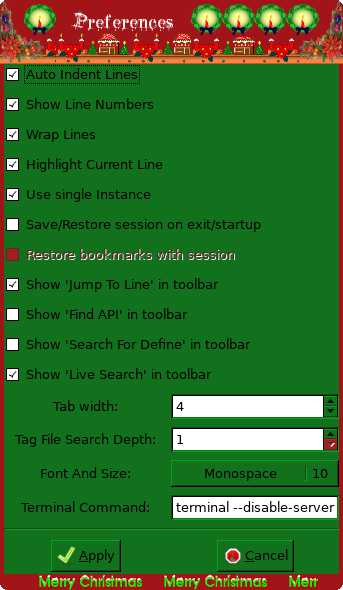 Preferences
Auto Indent Lines
Show Line Numbers
Wrap Lines
Highlight Current Line
Use single Instance
Save/Restore session on exit/startup
Restore bookmarks with session
Show 'Jump To Line' in toolbar
Show 'Find API' in toolbar
Show 'Search For Define' in toolbar
Show 'Live Search' in toolbar
Tab width: 4
Tag File Search Depth: 1
Font And Size: Monospace 10
Terminal Command: terminal --disable-server
Apply Cancel
Merry Christmas Merry Christmas Merr